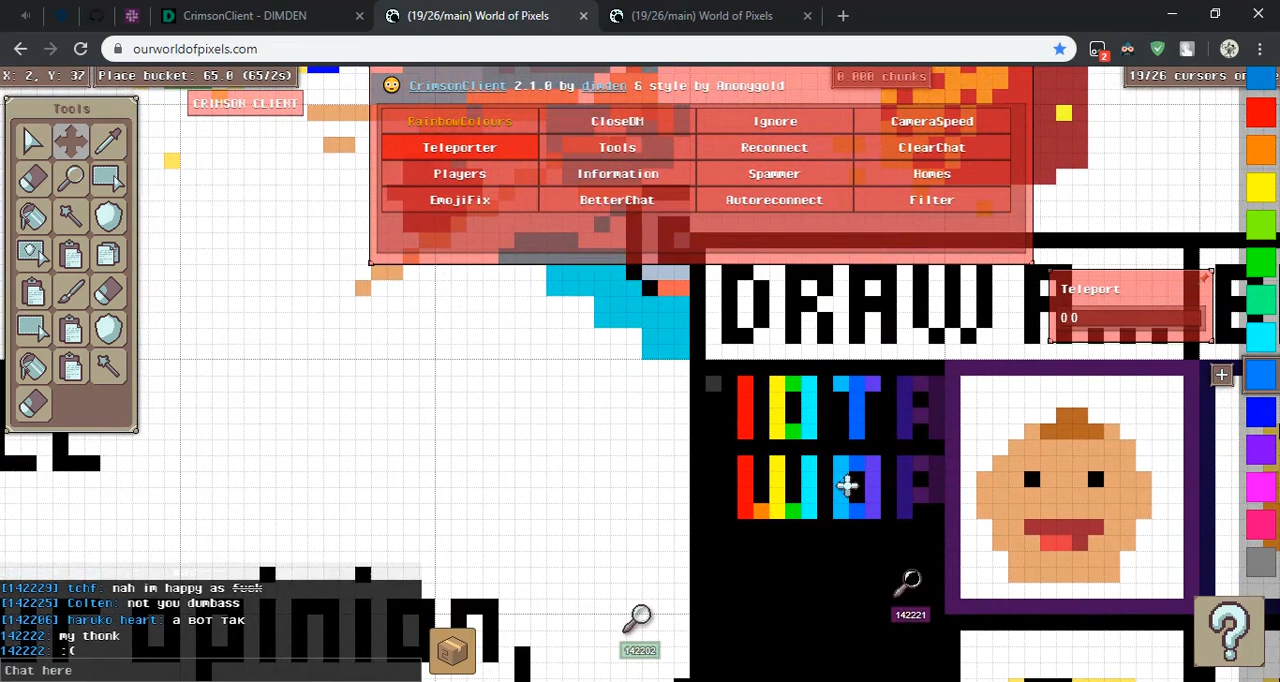 CrimsonClient - DIMDEN
(19/26/main) World of Pixels
(19/26/main) World of Pixels
ourworldofpixels.com
2
X: 2, Y: 37
Place bucket: 65.0 (65/2s)
0.000 chunks
19/26 cursors on
Tools
CRIMSON CLIENT
CrimsonClient 2.1.0 by dimden & style by Anonygold
RainbowColours CloseDM Ignore CameraSpeed
Teleporter Tools Reconnect ClearChat
Players Information Spammer Homes
EmojiFix BetterChat Autoreconnect Filter
Teleport
0 0
DRAW
[142229] tchf: nah im happy as fuck
[142225] Colten: not you dumbass
[142206] haruko heart: а вот так
142222: my thonk
142222: :(
Chat here
142202
142221